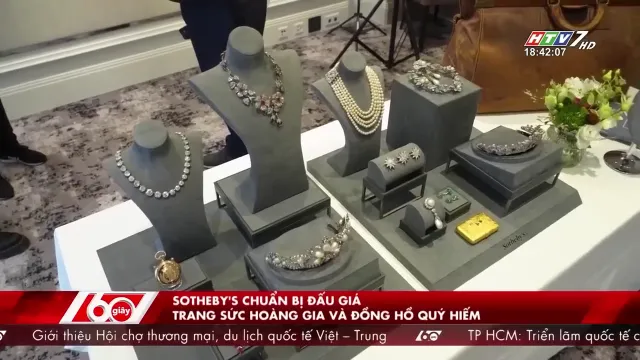 HTV7 HD
18:42:07
Sotheby's
60 giây
SOTHEBY'S CHUẨN BỊ ĐẤU GIÁ
TRANG SỨC HOÀNG GIA VÀ ĐỒNG HỒ QUÝ HIẾM
Giới thiệu Hội chợ thương mại, du lịch quốc tế Việt – Trung 60 TP HCM: Triển lãm quốc tế c